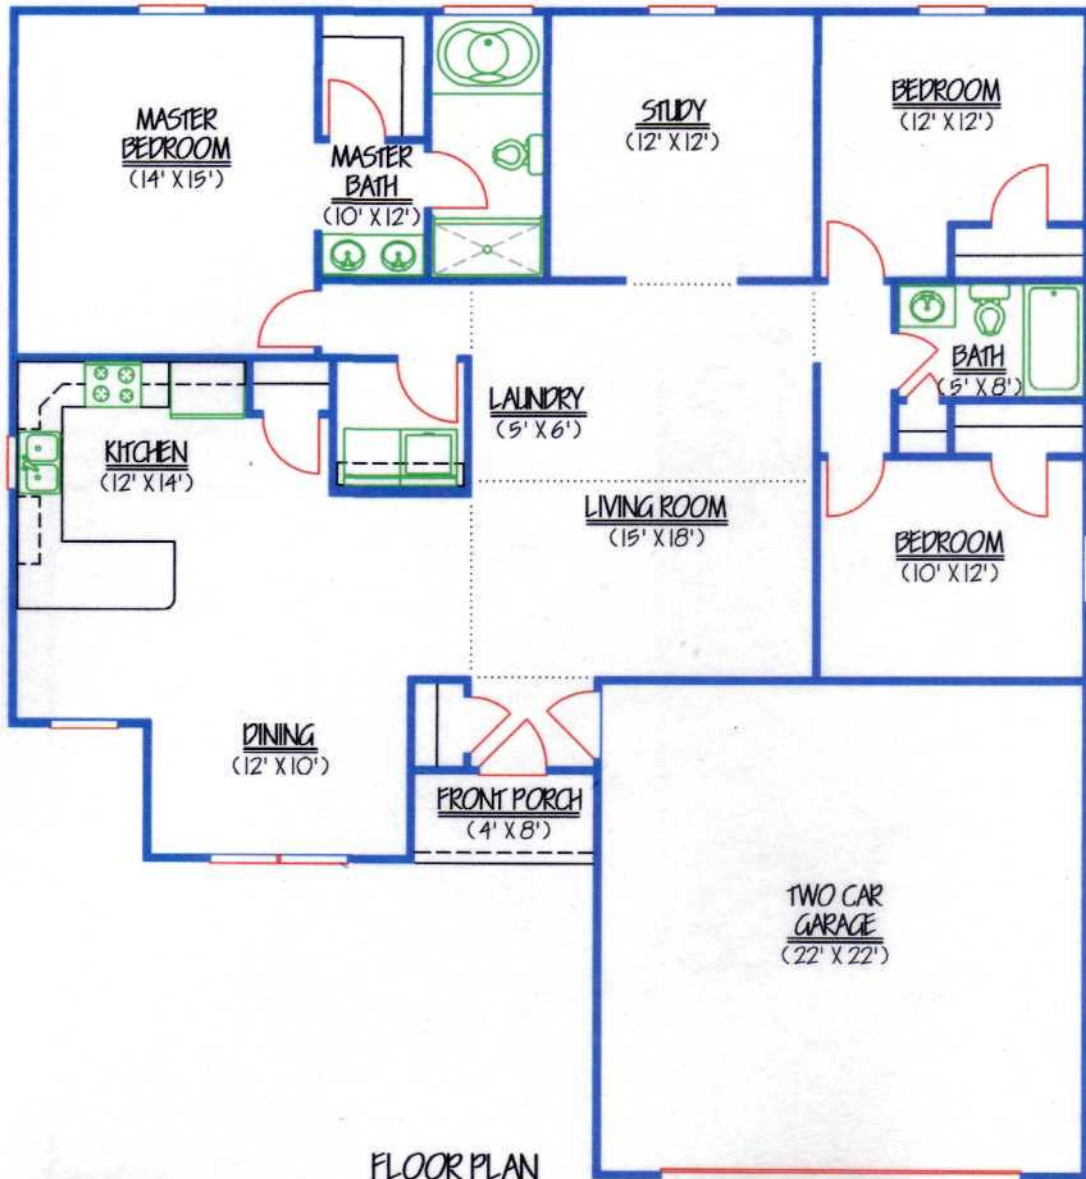 MASTER
BEDROOM
(14' X 15')
MASTER
BATH
(10' X 12')
STUDY
(12' X 12')
BEDROOM
(12' X 12')
BATH
(5' X 8')
LAUNDRY
(5' X 6')
KITCHEN
(12' X 14')
LIVING ROOM
(15' X 18')
BEDROOM
(10' X 12')
DINING
(12' X 10')
FRONT PORCH
(4' X 8')
TWO CAR
GARAGE
(22' X 22')
FLOOR PLAN